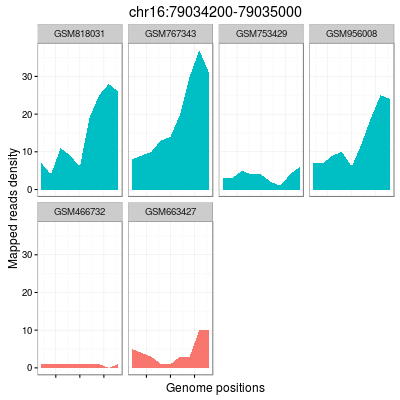 chr16:79034200-79035000
GSM818031 GSM767343 GSM753429 GSM956008
30
20
10
0
GSM466732 GSM663427
30
20
10
0
Mapped reads density
Genome positions